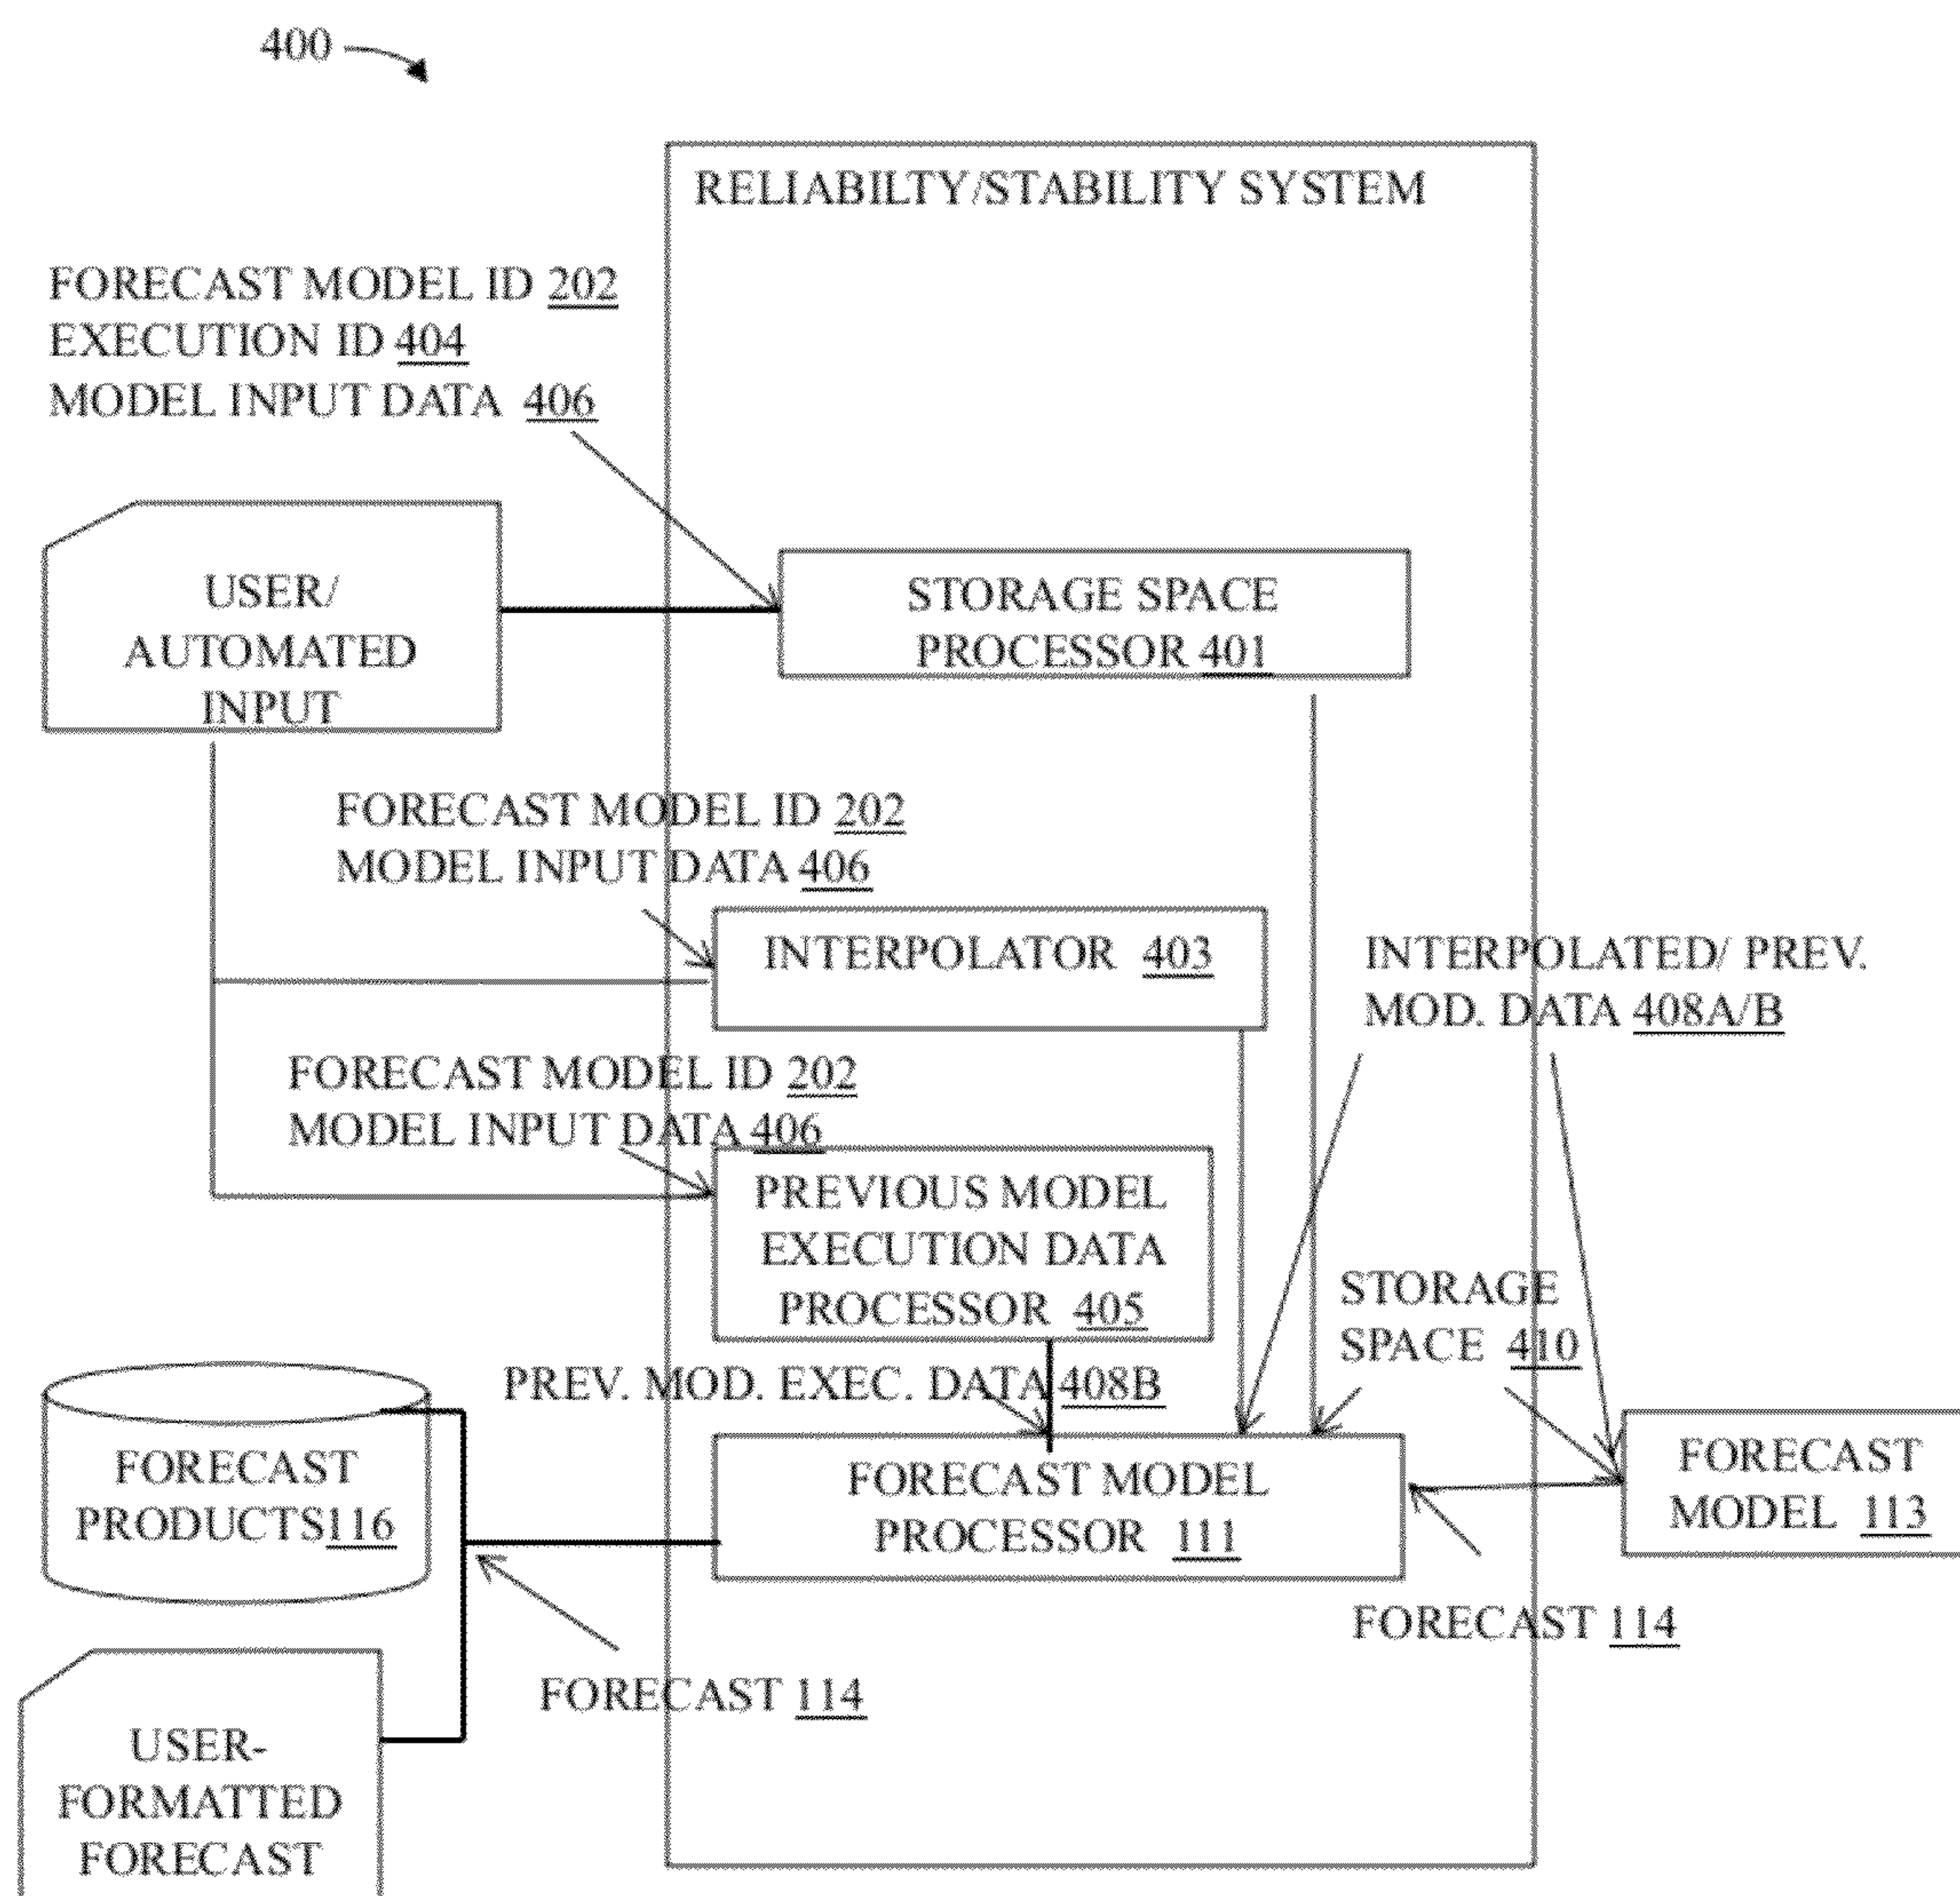 400
RELIABILTY/STABILITY SYSTEM
FORECAST MODEL ID 202
EXECUTION ID 404
MODEL INPUT DATA 406
USER/
AUTOMATED
INPUT
STORAGE SPACE
PROCESSOR 401
FORECAST MODEL ID 202
MODEL INPUT DATA 406
INTERPOLATOR 403
INTERPOLATED/ PREV.
MOD. DATA 408A/B
FORECAST MODEL ID 202
MODEL INPUT DATA 406
PREVIOUS MODEL
EXECUTION DATA
PROCESSOR 405
STORAGE
SPACE 410
PREV. MOD. EXEC. DATA 408B
FORECAST
PRODUCTS116
FORECAST MODEL
PROCESSOR 111
FORECAST
MODEL 113
FORECAST 114
FORECAST 114
USER-
FORMATTED
FORECAST